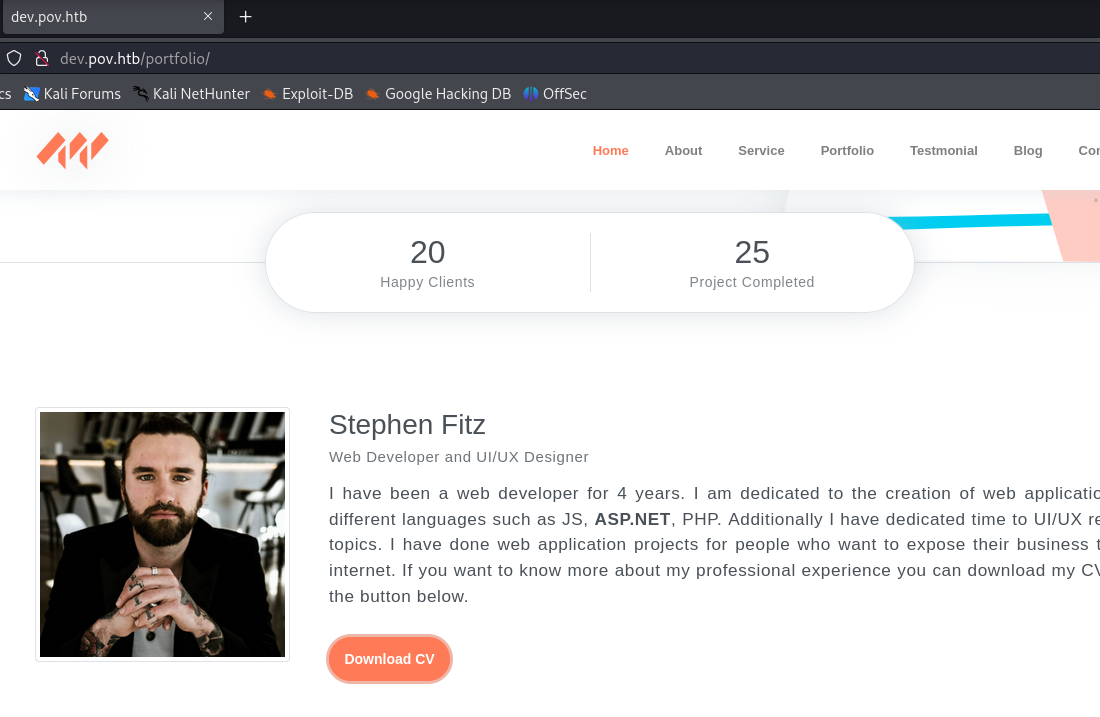 dev.pov.htb
dev.pov.htb/portfolio/
cs Kali Forums Kali NetHunter Exploit-DB Google Hacking DB OffSec
Home About Service Portfolio Testmonial Blog Cor
20 25
Happy Clients Project Completed
Stephen Fitz
Web Developer and UI/UX Designer
I have been a web developer for 4 years. I am dedicated to the creation of web applicatio
different languages such as JS, ASP.NET, PHP. Additionally I have dedicated time to UI/UX re
topics. I have done web application projects for people who want to expose their business t
internet. If you want to know more about my professional experience you can download my CV
the button below.
Download CV